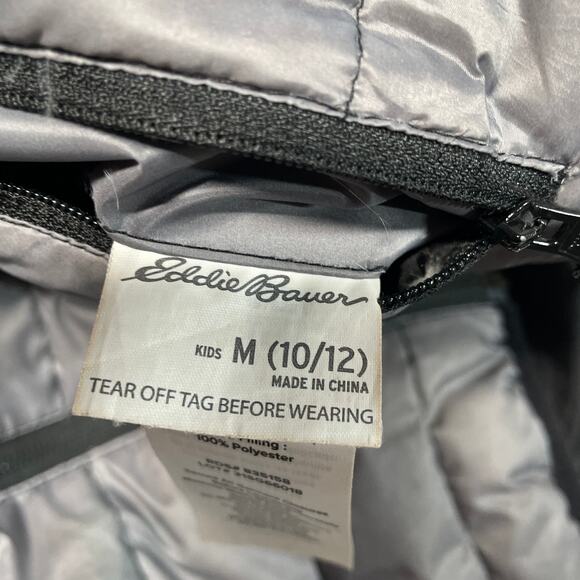 Eddie Bauer
KIDS M (10/12)
MADE IN CHINA
TEAR OFF TAG BEFORE WEARING
Filling :
100% Polyester